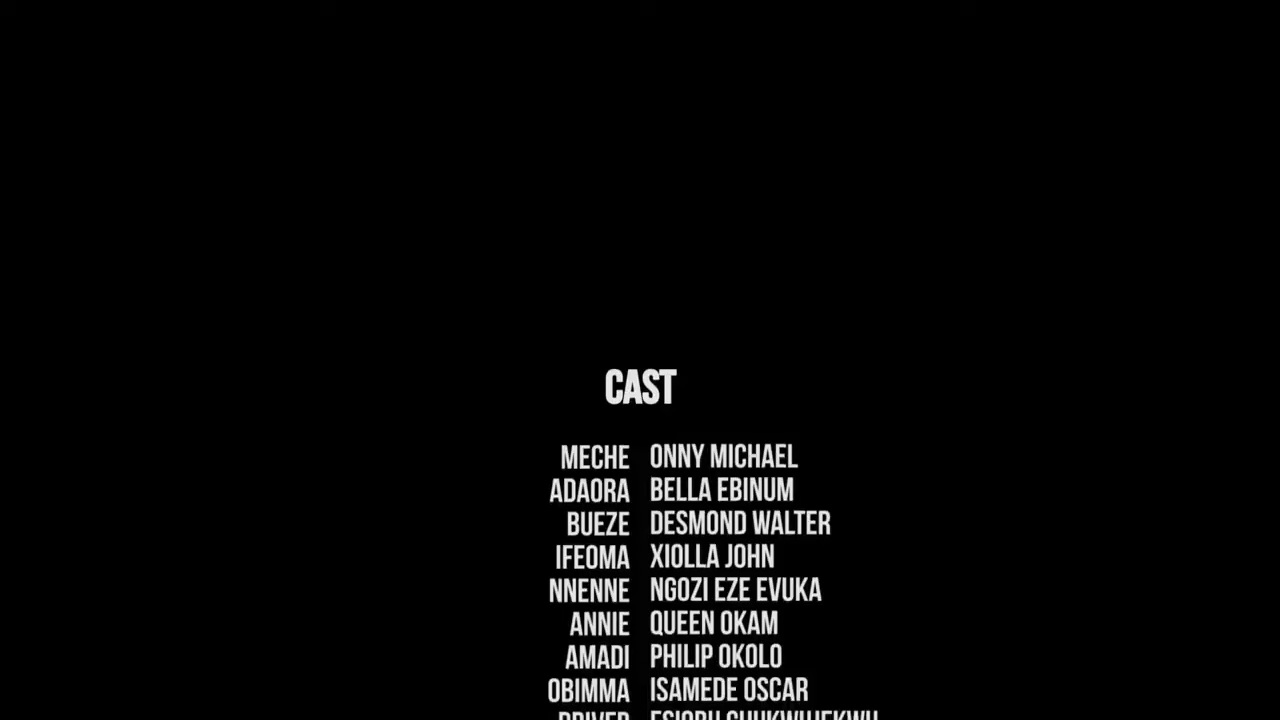 CAST
MECHE ONNY MICHAEL
ADAORA BELLA EBINUM
BUEZE DESMOND WALTER
IFEOMA XIOLLA JOHN
NNENNE NGOZI EZE EVUKA
ANNIE QUEEN OKAM
AMADI PHILIP OKOLO
OBIMMA ISAMEDE OSCAR
DRIVER